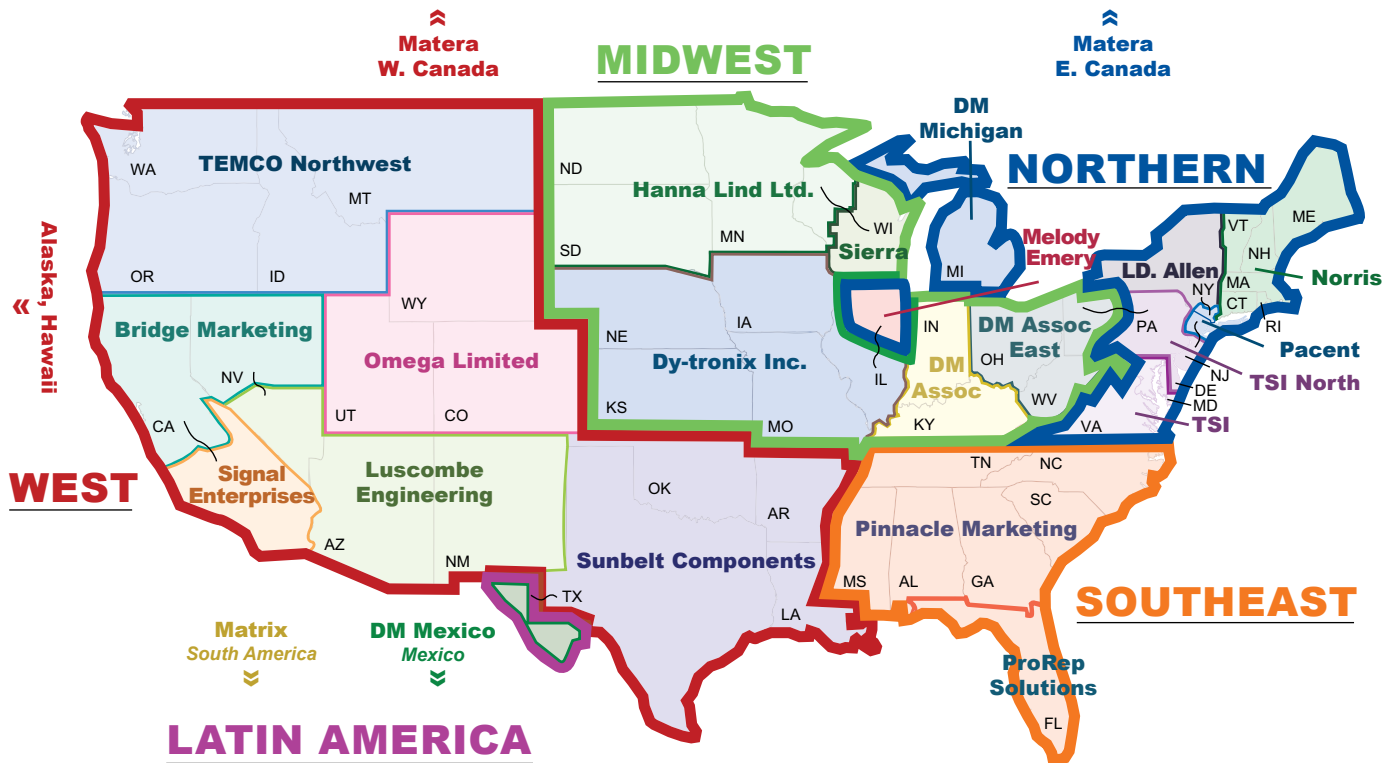 Matera
W. Canada
MIDWEST
Matera
E. Canada
DM
Michigan
NORTHERN
TEMCO Northwest
WA
MT
OR
ID
ND
Hanna Lind Ltd.
SD
MN
WI
Sierra
MI
Melody
Emery
VT
ME
NH
LD. Allen
MA
NY
CT
Norris
RI
Pacent
PA
TSI North
NJ
DE
MD
TSI
VA
Alaska, Hawaii
Bridge Marketing
NV
CA
WY
Omega Limited
UT
CO
NE
IA
Dy-tronix Inc.
KS
MO
IL
IN
DM
Assoc
KY
DM Assoc
East
OH
WV
WEST
Signal
Enterprises
Luscombe
Engineering
AZ
NM
OK
AR
Sunbelt Components
TX
LA
TN
NC
SC
Pinnacle Marketing
MS
AL
GA
SOUTHEAST
ProRep
Solutions
FL
Matrix
South America
DM Mexico
Mexico
LATIN AMERICA